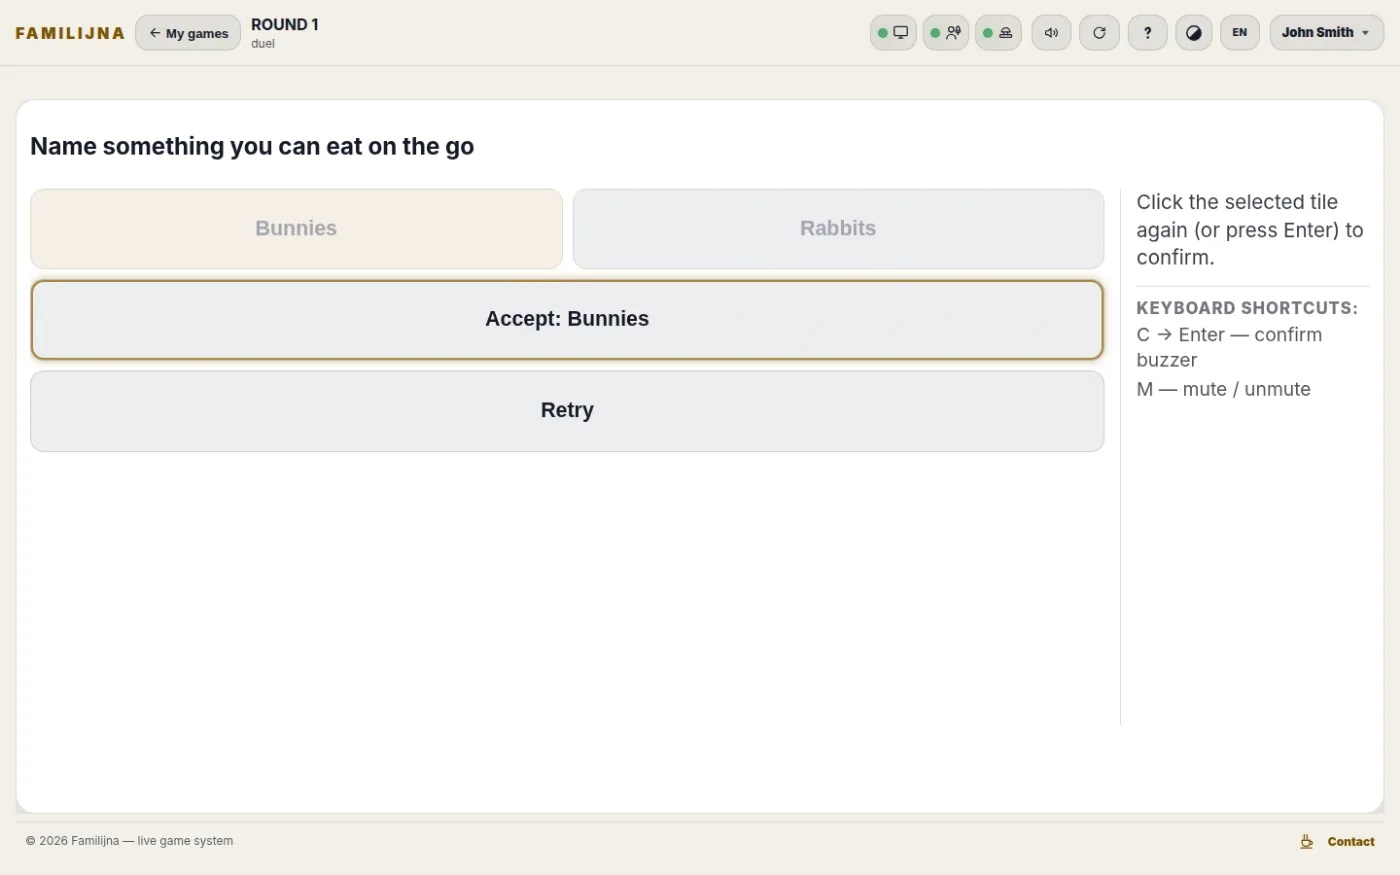 FAMILIJNA
← My games
ROUND 1
duel
?
EN
John Smith
Name something you can eat on the go
Bunnies
Rabbits
Accept: Bunnies
Retry
Click the selected tile
again (or press Enter) to
confirm.
KEYBOARD SHORTCUTS:
C → Enter — confirm
buzzer
M — mute / unmute
© 2026 Familijna — live game system
Contact